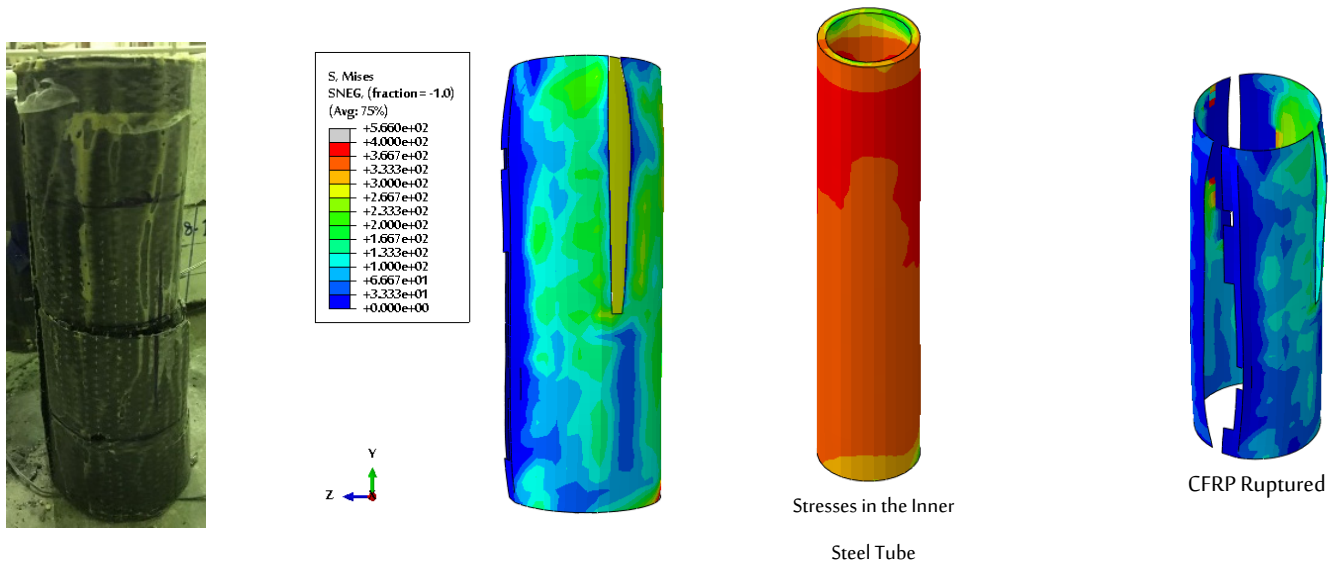 S, Mises
SNEG, (fraction = -1.0)
(Avg: 75%)
+5.660e+02
+4.000e+02
+3.667e+02
+3.333e+02
+3.000e+02
+2.667e+02
+2.333e+02
+2.000e+02
+1.667e+02
+1.333e+02
+1.000e+02
+6.667e+01
+3.333e+01
+0.000e+00
Y
Z
Stresses in the Inner
Steel Tube
CFRP Ruptured